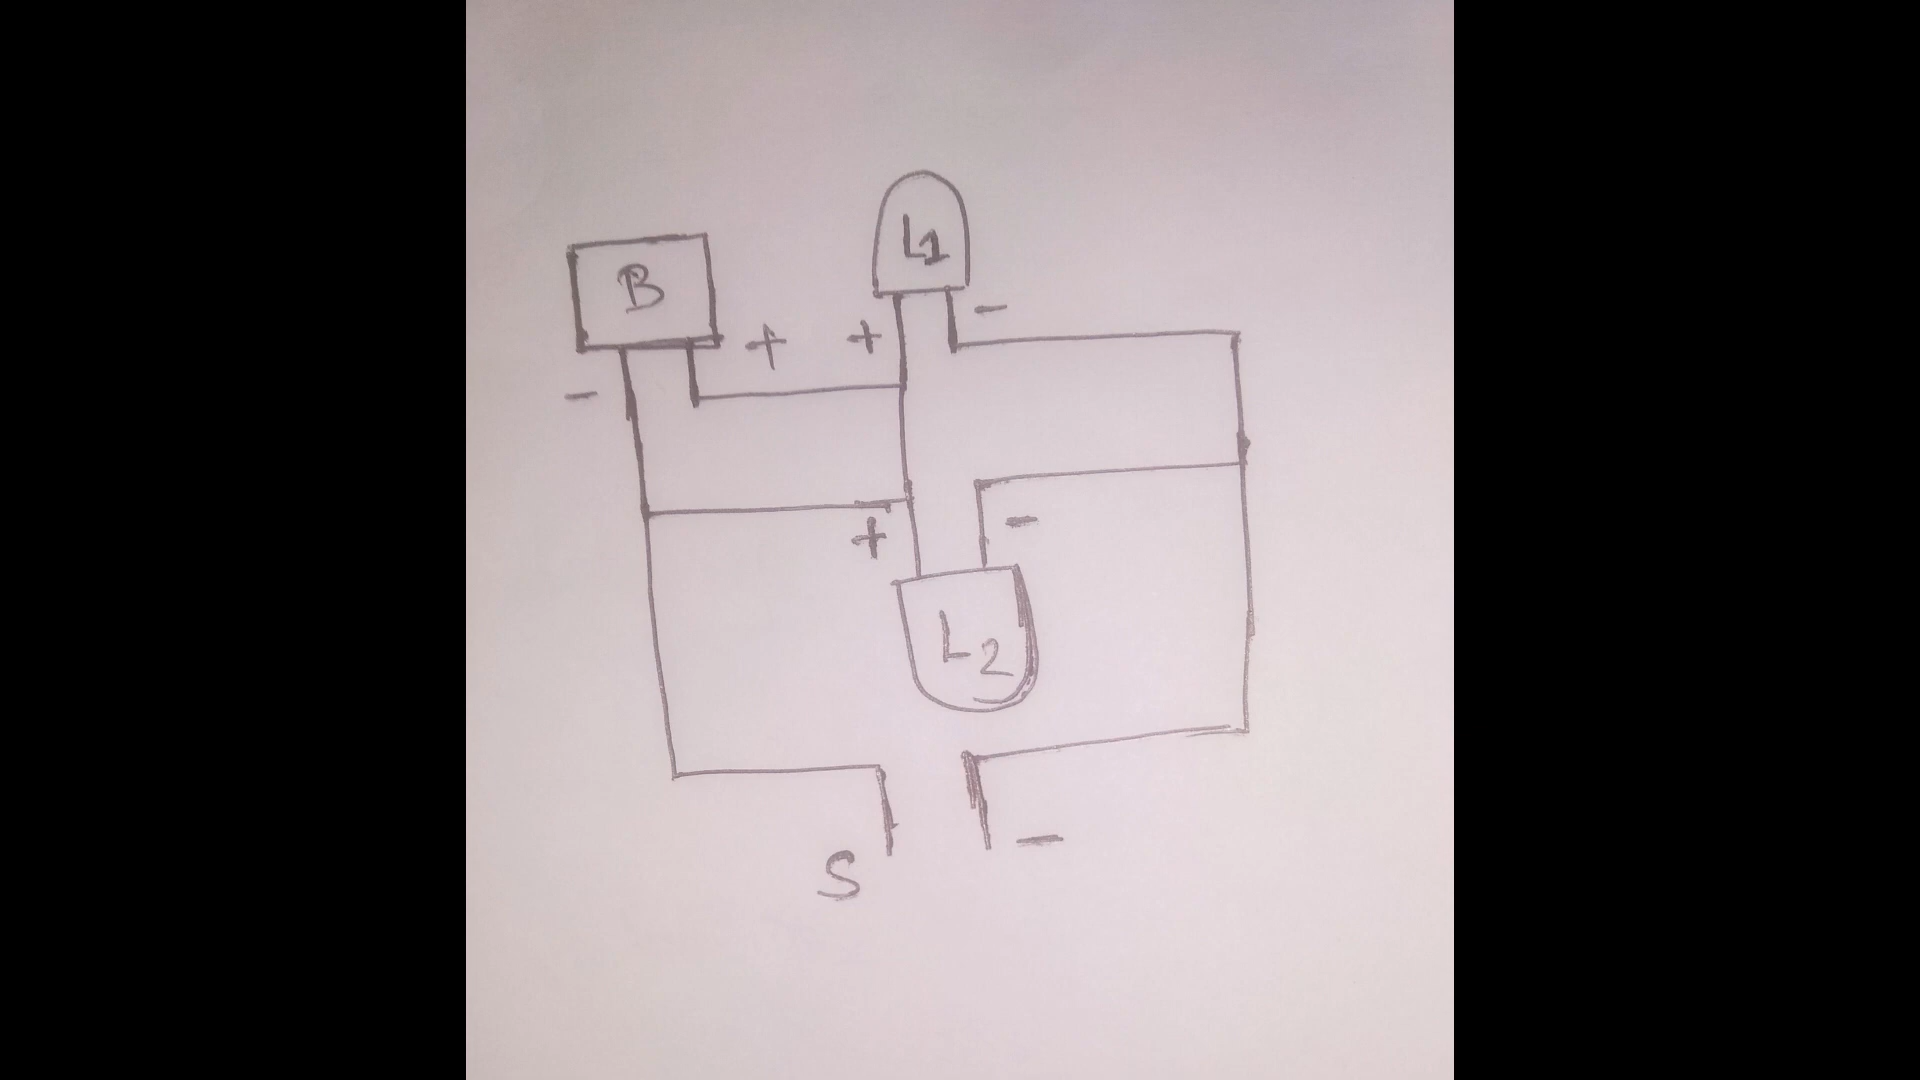 L1
B
-
+ +
-
+
-
L2
S -